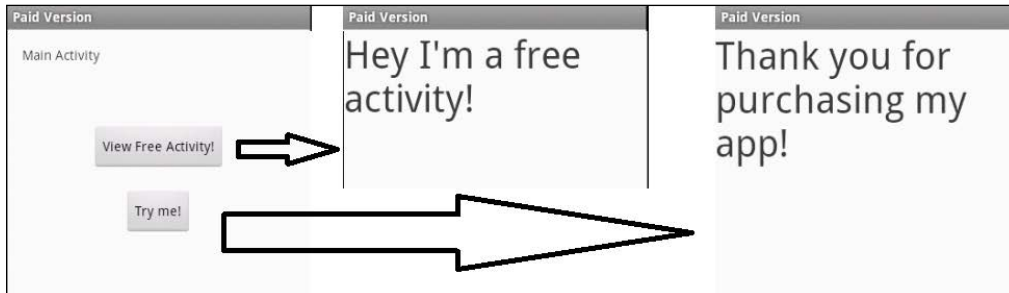 Paid Version
Main Activity
View Free Activity!
Try me!
Paid Version
Hey I'm a free
activity!
Paid Version
Thank you for
purchasing my
app!